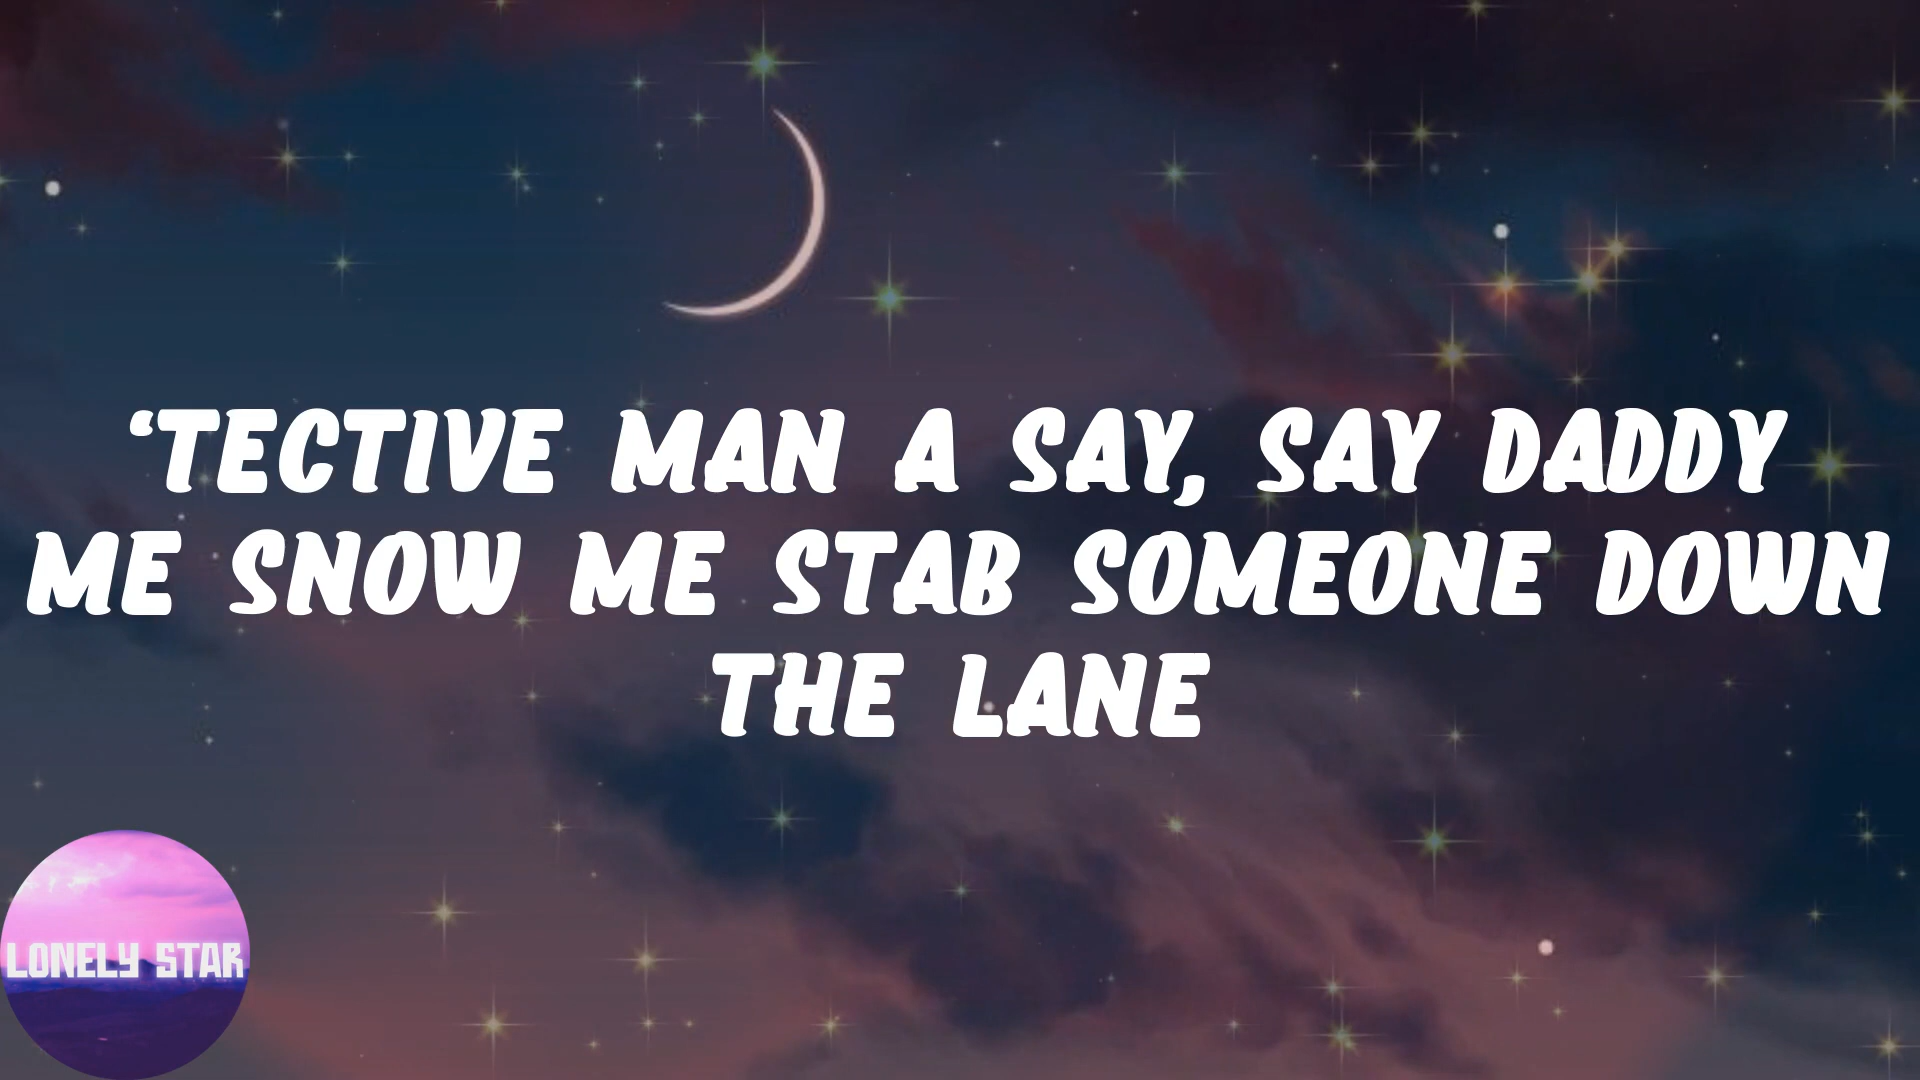 ‘TECTIVE MAN A SAY, SAY DADDY
ME SNOW ME STAB SOMEONE DOWN
THE LANE
LONELY STAR